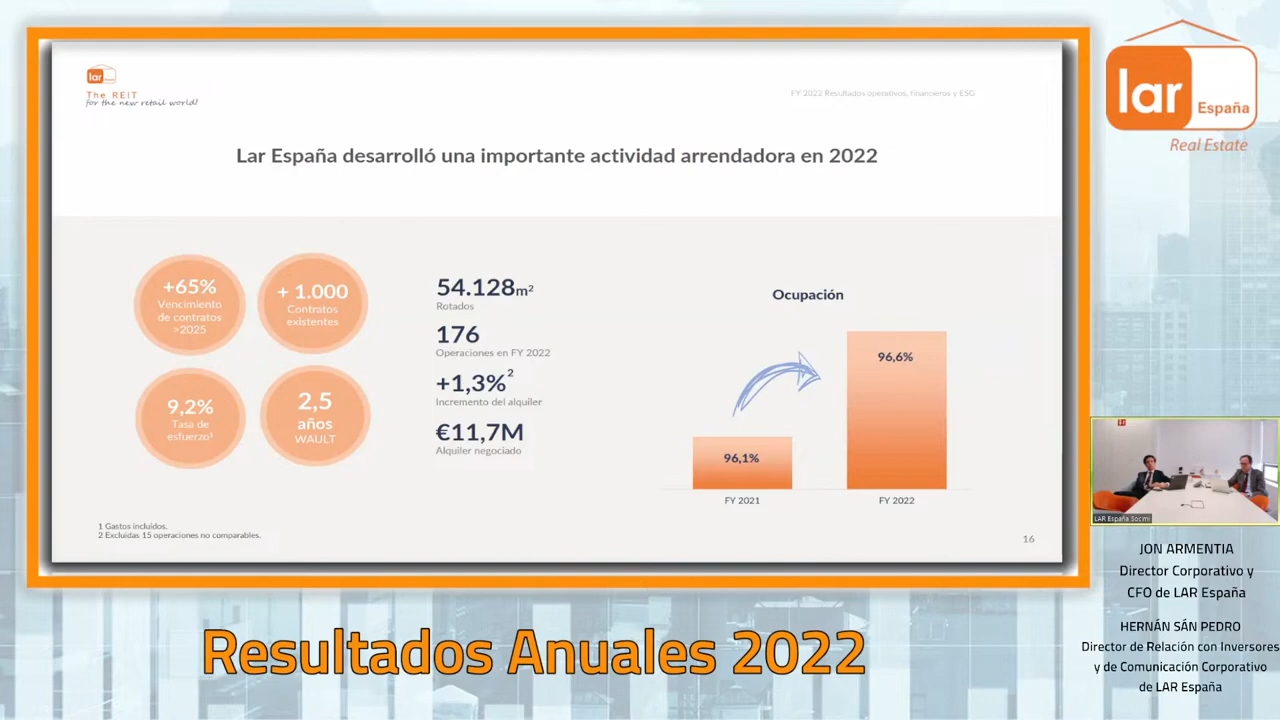 lar
The REIT
for the new retail world!
FY 2022 Resultados operativos, financieros y ESG
Lar España desarrolló una importante actividad arrendadora en 2022
+65%
Vencimiento
de contratos
>2025
+ 1.000
Contratos
existentes
9,2%
Tasa de
esfuerzo¹
2,5
años
WAULT
54.128m²
Rotados
176
Operaciones en FY 2022
+1,3%²
Incremento del alquiler
€11,7M
Alquiler negociado
Ocupación
96,1%
96,6%
FY 2021
FY 2022
1 Gastos incluidos.
2 Excluidas 15 operaciones no comparables.
16
lar
España
Real Estate
LAR España Socimi
JON ARMENTIA
Director Corporativo y
CFO de LAR España
HERNÁN SÁN PEDRO
Director de Relación con Inversores
y de Comunicación Corporativo
de LAR España
Resultados Anuales 2022